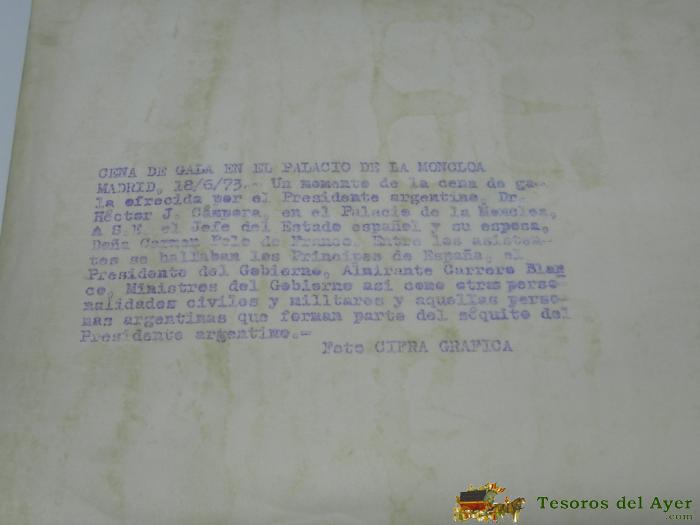 CENA DE GALA EN EL PALACIO DE LA MONCLOA
MADRID, 18/6/73.- Un momento de la cena de ga-
la ofrecida por el Presidente argentino, Dr.
Héctor J. Cámpora, en el Palacio de la Moncloa,
A S.E. el Jefe del Estado español y su esposa,
Doña Carmen Polo de Franco. Entre los asisten-
tes se hallaban los Príncipes de España, el
Presidente del Gobierno, Almirante Carrero Blan
co, Ministros del Gobierno así como otras perso
nalidades civiles y militares y aquellas perso-
nas argentinas que forman parte del séquito del
Presidente argentino.-
Foto CIFRA GRAFICA
Tesoros del Ayer
.com